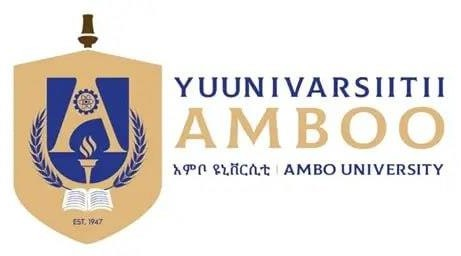 YUUNIVARSIITII
AMBOO
አምቦ ዩኒቨርሲቲ | AMBO UNIVERSITY
A
EST. 1947